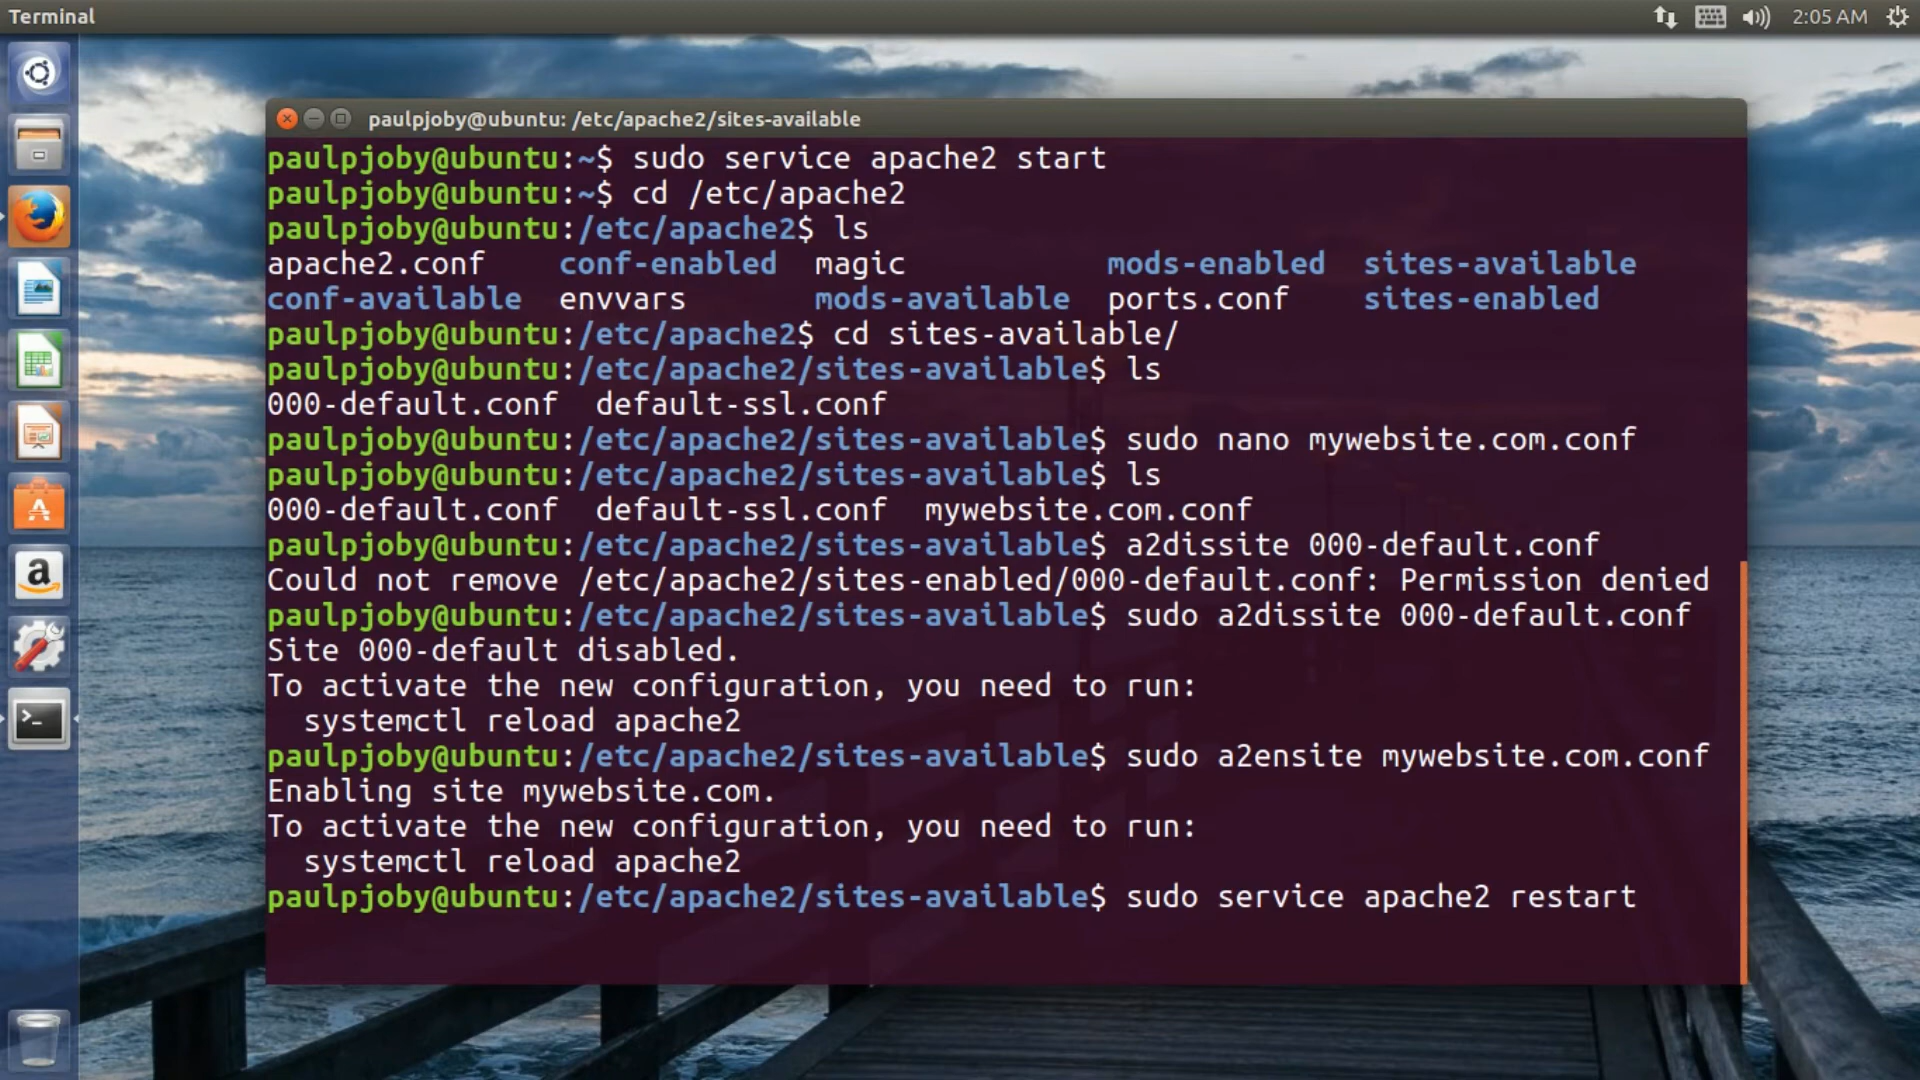 Terminal
2:05 AM
paulpjoby@ubuntu: /etc/apache2/sites-available
paulpjoby@ubuntu:~$ sudo service apache2 start
paulpjoby@ubuntu:~$ cd /etc/apache2
paulpjoby@ubuntu:/etc/apache2$ ls
apache2.conf    conf-enabled  magic           mods-enabled  sites-available
conf-available  envvars       mods-available  ports.conf    sites-enabled
paulpjoby@ubuntu:/etc/apache2$ cd sites-available/
paulpjoby@ubuntu:/etc/apache2/sites-available$ ls
000-default.conf  default-ssl.conf
paulpjoby@ubuntu:/etc/apache2/sites-available$ sudo nano mywebsite.com.conf
paulpjoby@ubuntu:/etc/apache2/sites-available$ ls
000-default.conf  default-ssl.conf  mywebsite.com.conf
paulpjoby@ubuntu:/etc/apache2/sites-available$ a2dissite 000-default.conf
Could not remove /etc/apache2/sites-enabled/000-default.conf: Permission denied
paulpjoby@ubuntu:/etc/apache2/sites-available$ sudo a2dissite 000-default.conf
Site 000-default disabled.
To activate the new configuration, you need to run:
  systemctl reload apache2
paulpjoby@ubuntu:/etc/apache2/sites-available$ sudo a2ensite mywebsite.com.conf
Enabling site mywebsite.com.
To activate the new configuration, you need to run:
  systemctl reload apache2
paulpjoby@ubuntu:/etc/apache2/sites-available$ sudo service apache2 restart